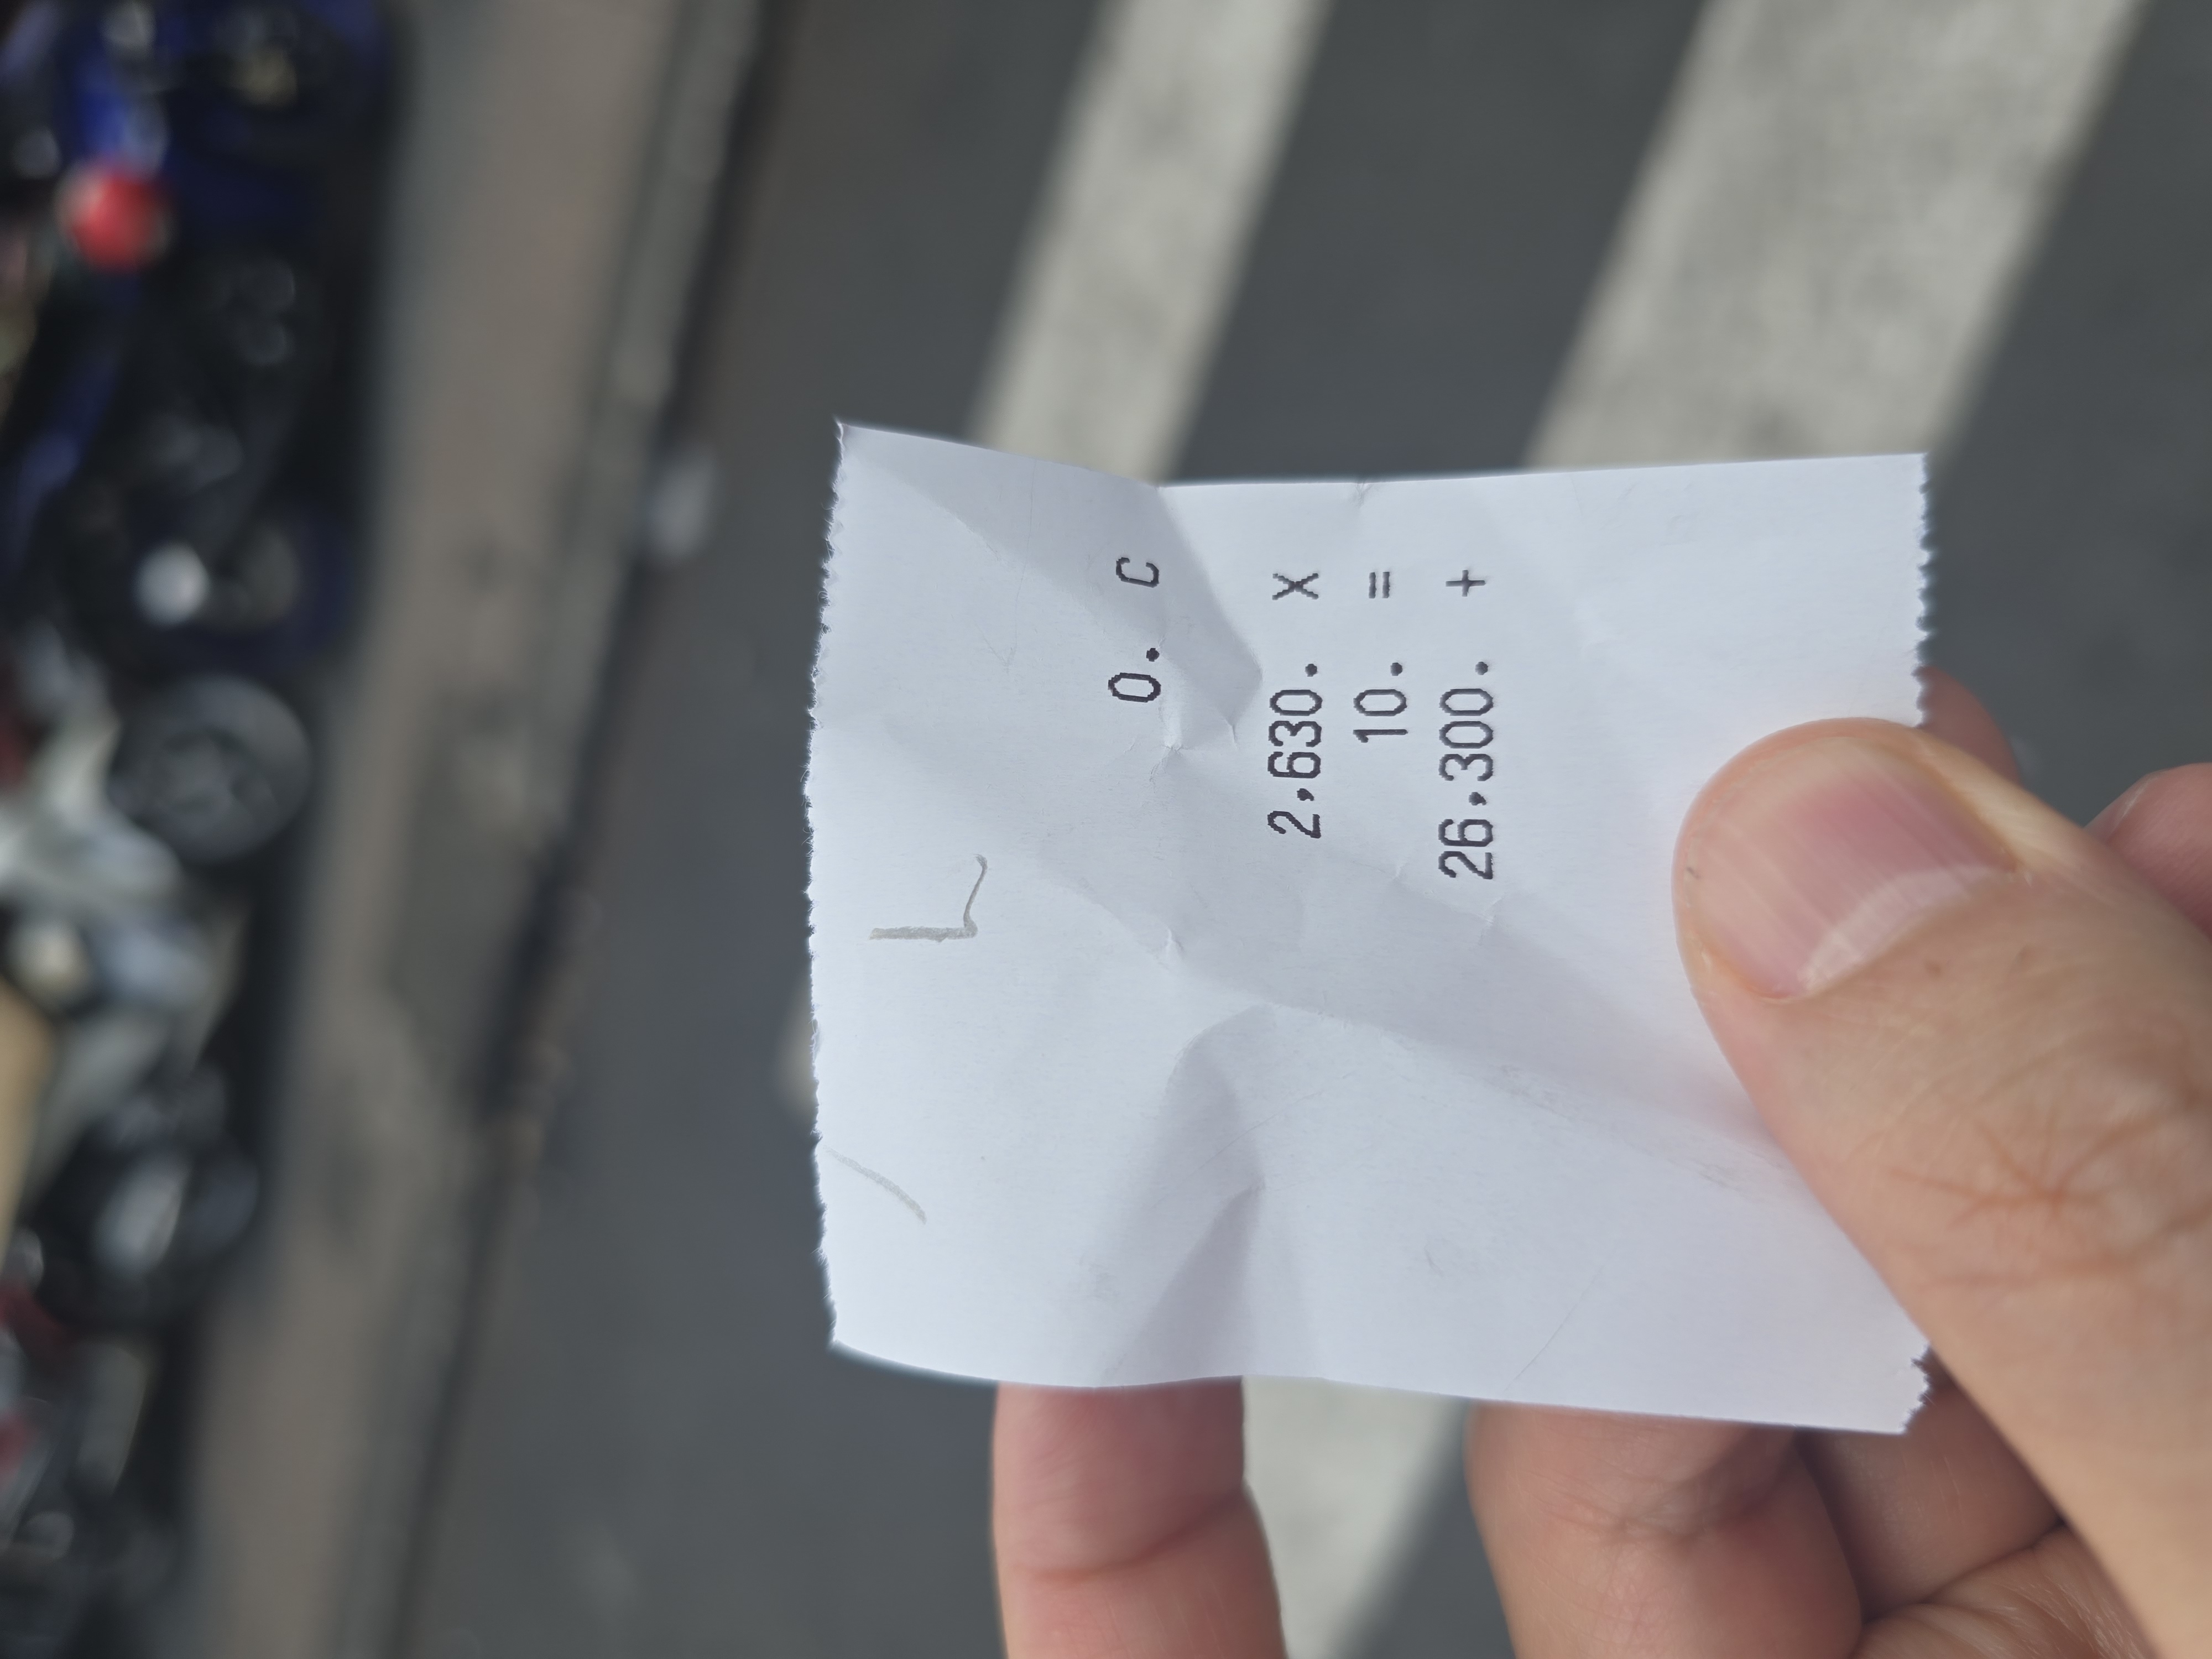 0. C
2,630. X
10. =
26,300. +